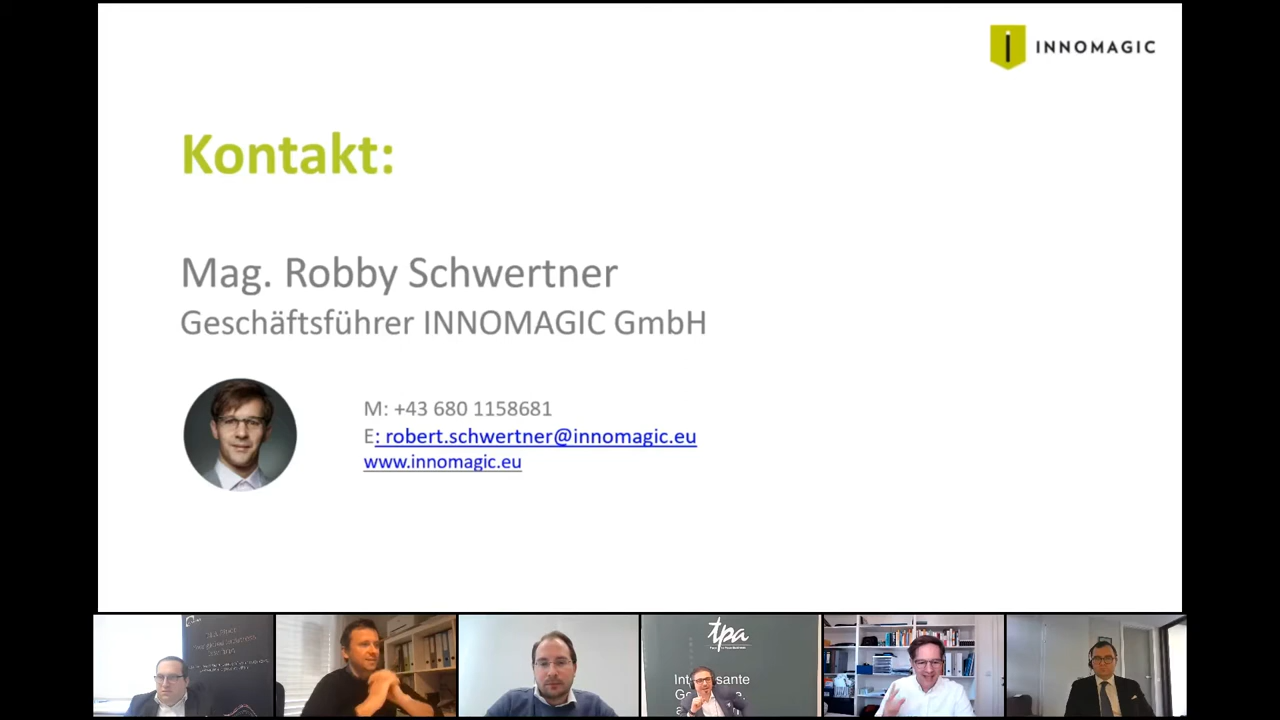 INNOMAGIC
Kontakt:
Mag. Robby Schwertner
Geschäftsführer INNOMAGIC GmbH
M: +43 680 1158681
E: robert.schwertner@innomagic.eu
www.innomagic.eu
tpa